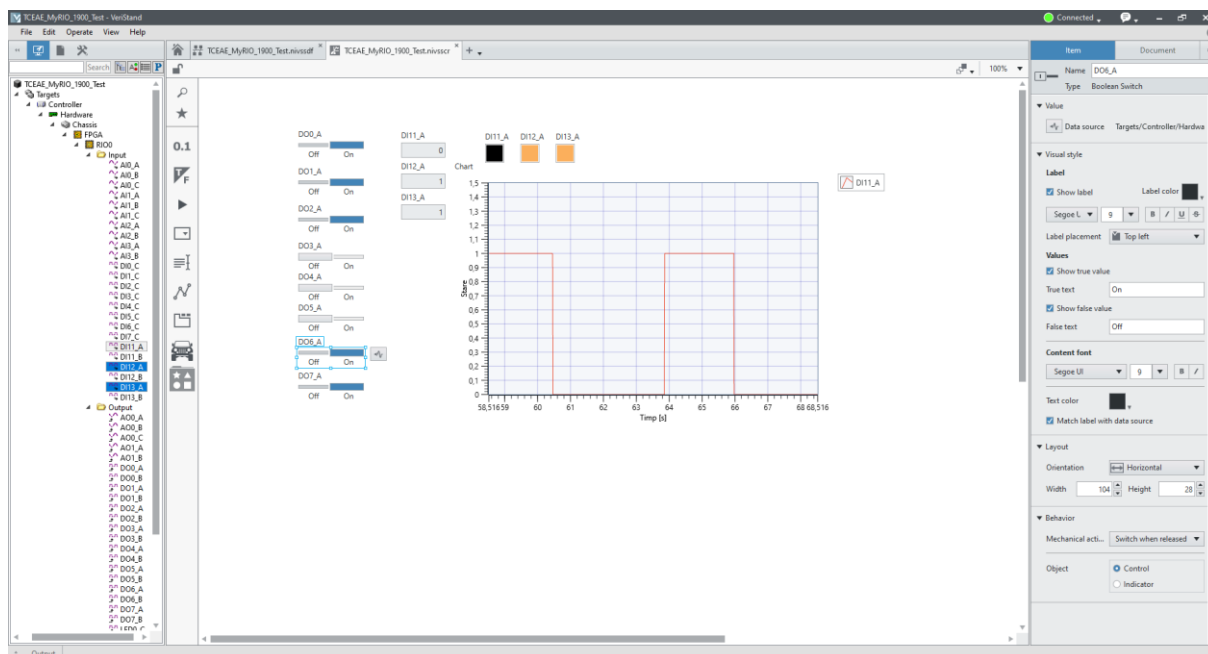 TCEAE_MyRIO_1900_Test - VeriStand
Connected
File Edit Operate View Help
Search
TCEAE_MyRIO_1900_Test.nivssdf
TCEAE_MyRIO_1900_Test.nivsscr
Item Document
100%
TCEAE_MyRIO_1900_Test
Targets
Controller
Hardware
Chassis
FPGA
RIO0
Input
AI0_A
AI0_B
AI0_C
AI1_A
AI1_B
AI1_C
AI2_A
AI2_B
AI3_A
AI3_B
DI0_C
DI1_C
DI2_C
DI3_C
DI4_C
DI5_C
DI6_C
DI7_C
DI11_A
DI11_B
DI12_A
DI12_B
DI13_A
DI13_B
Output
AO0_A
AO0_B
AO0_C
AO1_A
AO1_B
DO0_A
DO0_B
DO1_A
DO1_B
DO2_A
DO2_B
DO3_A
DO3_B
DO4_A
DO4_B
DO5_A
DO5_B
DO6_A
DO6_B
DO7_A
DO7_B
0.1
DO0_A
Off On
DO1_A
Off On
DO2_A
Off On
DO3_A
Off On
DO4_A
Off On
DO5_A
Off On
DO6_A
Off On
DO7_A
Off On
DI11_A
0
DI12_A
1
DI13_A
1
DI11_A DI12_A DI13_A
Chart
DI11_A
1,5
1,4
1,3
1,2
1,1
1
0,9
0,8
0,7
0,6
0,5
0,4
0,3
0,2
0,1
0
Stare
58,516 59 60 61 62 63 64 65 66 67 68 68,516
Timp [s]
Name DO6_A
Type Boolean Switch
Value
Data source Targets/Controller/Hardwa
Visual style
Label
Show label Label color
Segoe U 9 B I U S
Label placement Top left
Values
Show true value
True text On
Show false value
False text Off
Content font
Segoe UI 9 B I
Text color
Match label with data source
Layout
Orientation Horizontal
Width 104 Height 28
Behavior
Mechanical acti... Switch when released
Object Control
Indicator
Output